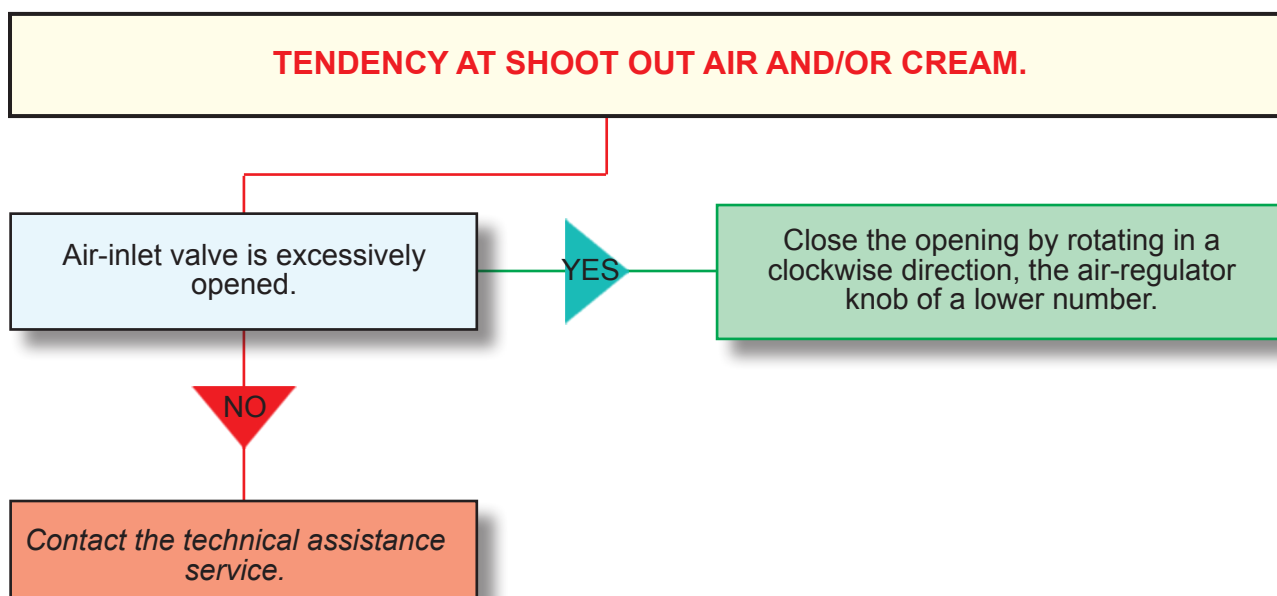 TENDENCY AT SHOOT OUT AIR AND/OR CREAM.
Air-inlet valve is excessively
opened.
YES
Close the opening by rotating in a
clockwise direction, the air-regulator
knob of a lower number.
NO
Contact the technical assistance
service.